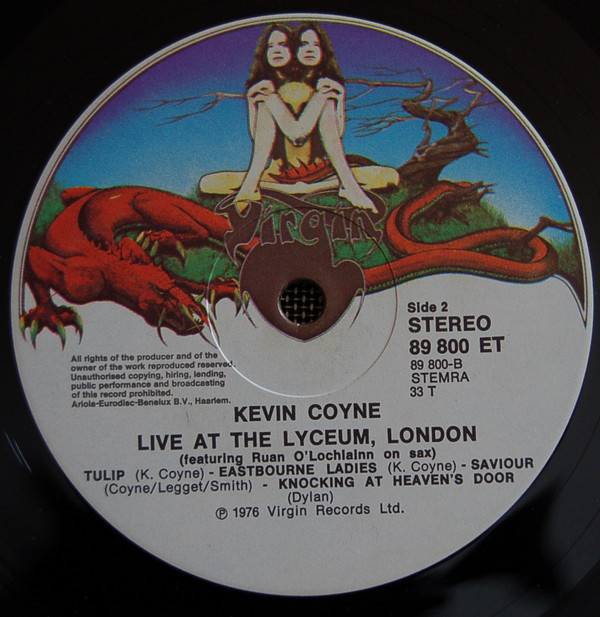 Virgin
Side 2
STEREO
89 800 ET
89 800-B
STEMRA
33 T
All rights of the producer and of the
owner of the work reproduced reserved.
Unauthorised copying, hiring, lending,
public performance and broadcasting
of this record prohibited.
Ariola-Eurodisc-Benelux B.V., Haarlem.
KEVIN COYNE
LIVE AT THE LYCEUM, LONDON
(featuring Ruan O'Lochlainn on sax)
TULIP (K. Coyne) - EASTBOURNE LADIES (K. Coyne) - SAVIOUR
(Coyne/Legget/Smith) - KNOCKING AT HEAVEN'S DOOR
(Dylan)
℗ 1976 Virgin Records Ltd.